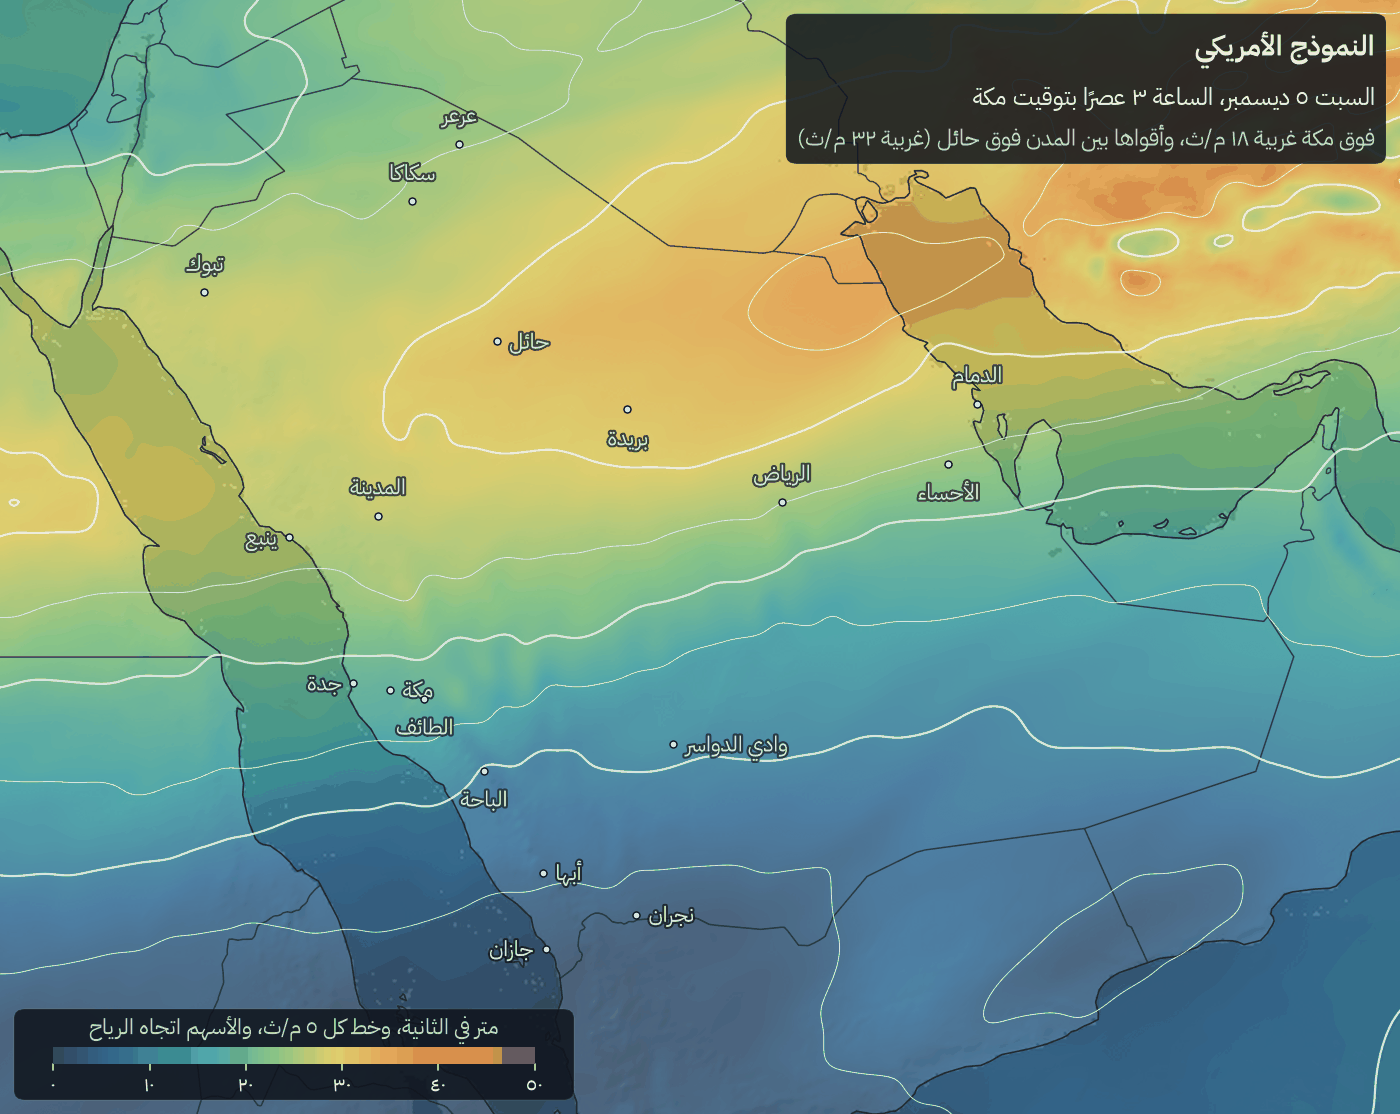 النموذج الأمريكي
السبت ٥ ديسمبر، الساعة ٣ عصرًا بتوقيت مكة
فوق مكة غربية ١٨ م/ث، وأقواها بين المدن فوق حائل (غربية ٣٢ م/ث)
عرعر
سكاكا
تبوك
حائل
الدمام
بريدة
الرياض
المدينة
الأحساء
ينبع
جدة
مكة
الطائف
وادي الدواسر
الباحة
أبها
نجران
جازان
متر في الثانية، وخط كل ٥ م/ث، والأسهم اتجاه الرياح
٠ ١٠ ٢٠ ٣٠ ٤٠ ٥٠